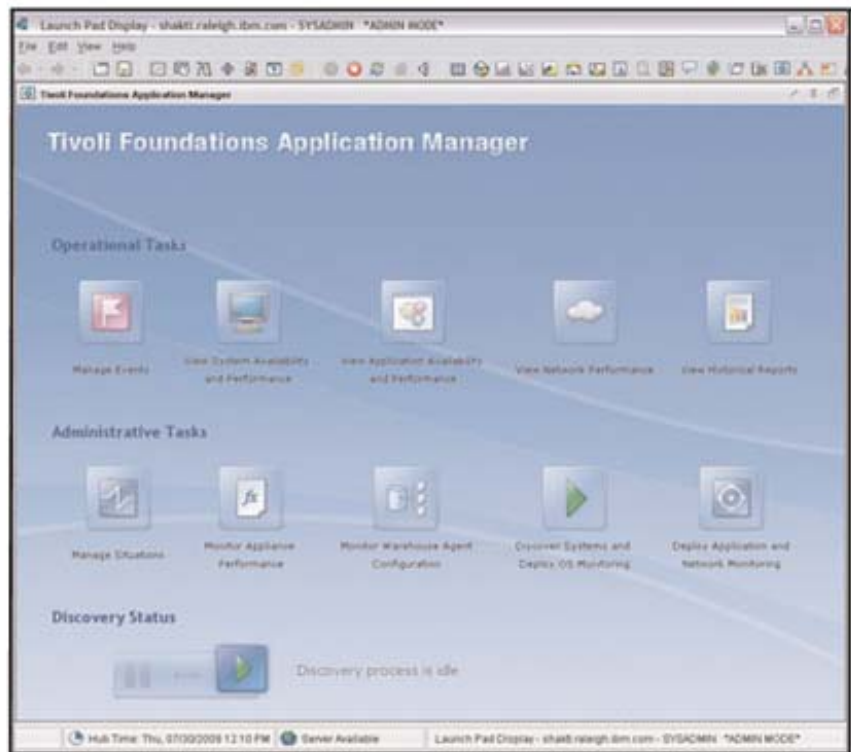 Launch Pad Display - shakti.raleigh.ibm.com - SYSADMIN *ADMIN MODE*
File Edit View Help
Tivoli Foundations Application Manager
Tivoli Foundations Application Manager
Operational Tasks
Manage Events
View System Availability
and Performance
View Application Availability
and Performance
View Network Performance
View Historical Reports
Administrative Tasks
Manage Situations
fx
Monitor Appliance
Performance
Monitor Warehouse Agent
Configuration
Discover Systems and
Deploy OS Monitoring
Deploy Application and
Network Monitoring
Discovery Status
Discovery process is idle
Hub Time: Thu, 07/30/2009 12:10 PM
Server Available
Launch Pad Display - shakti.raleigh.ibm.com - SYSADMIN *ADMIN MODE*